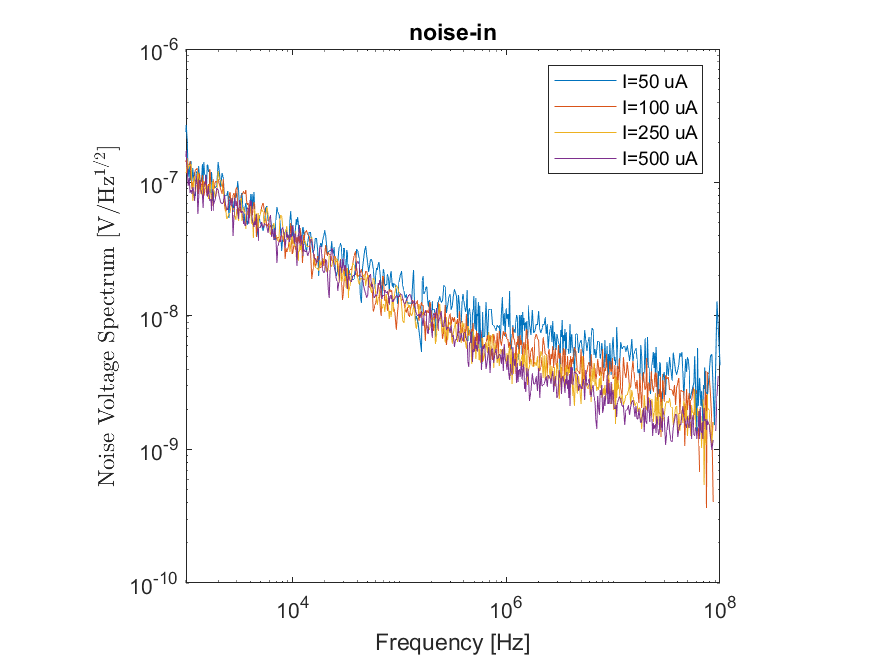 noise-in
10^-6
10^-7
10^-8
10^-9
10^-10
Noise Voltage Spectrum [V/Hz^1/2]
I=50 uA
I=100 uA
I=250 uA
I=500 uA
10^4
10^6
10^8
Frequency [Hz]